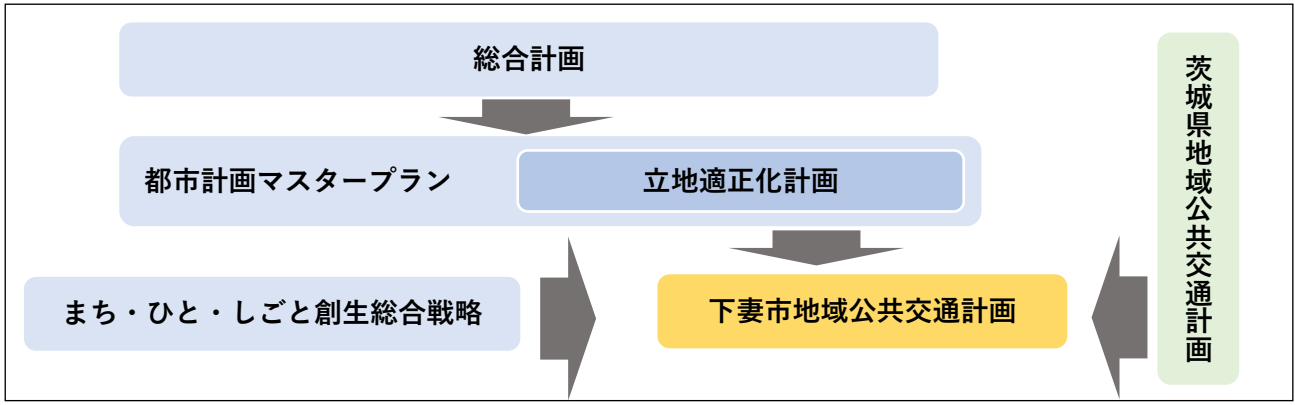 総合計画
都市計画マスタープラン
立地適正化計画
まち・ひと・しごと創生総合戦略
下妻市地域公共交通計画
茨城県地域公共交通計画